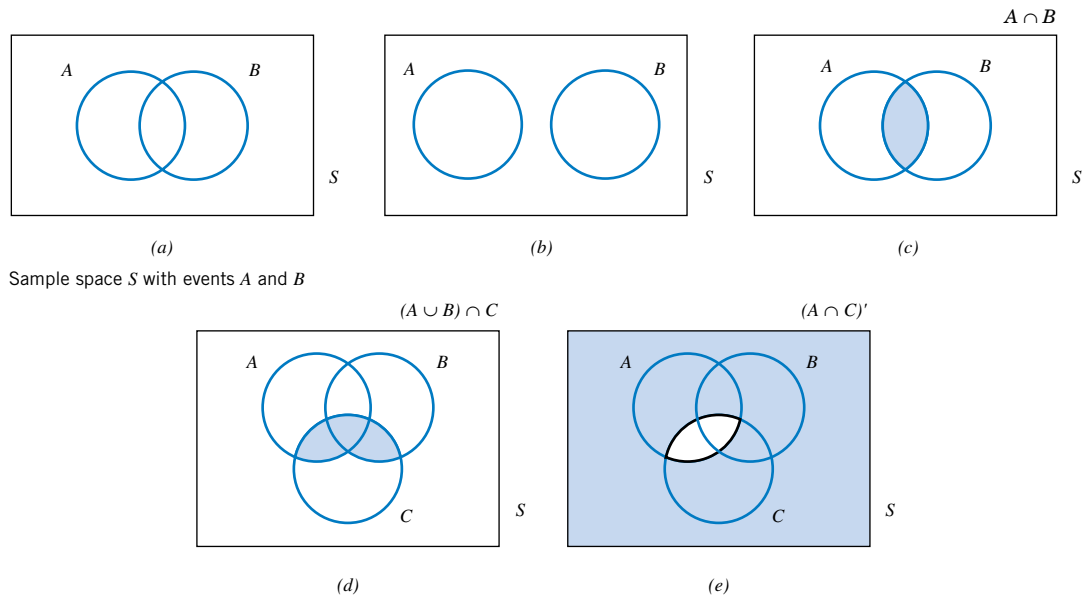 A ∩ B
A B A B A B
S S S
(a) (b) (c)
Sample space S with events A and B
(A ∪ B) ∩ C (A ∩ C)'
A B A B
C S C S
(d) (e)